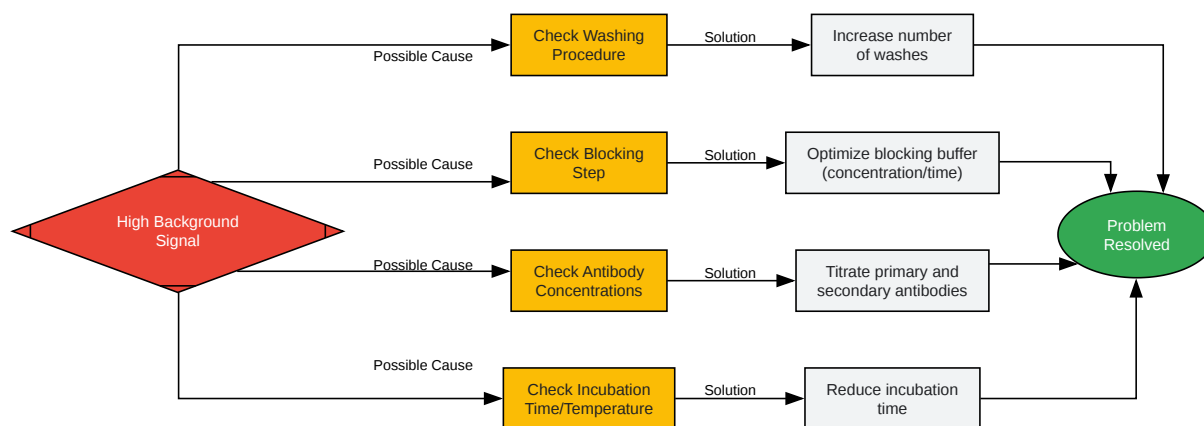 Check Washing
Procedure
Solution
Increase number
of washes
Possible Cause
Check Blocking
Step
Solution
Optimize blocking buffer
(concentration/time)
Possible Cause
High Background
Signal
Problem
Resolved
Possible Cause
Check Antibody
Concentrations
Solution
Titrate primary and
secondary antibodies
Possible Cause
Check Incubation
Time/Temperature
Solution
Reduce incubation
time